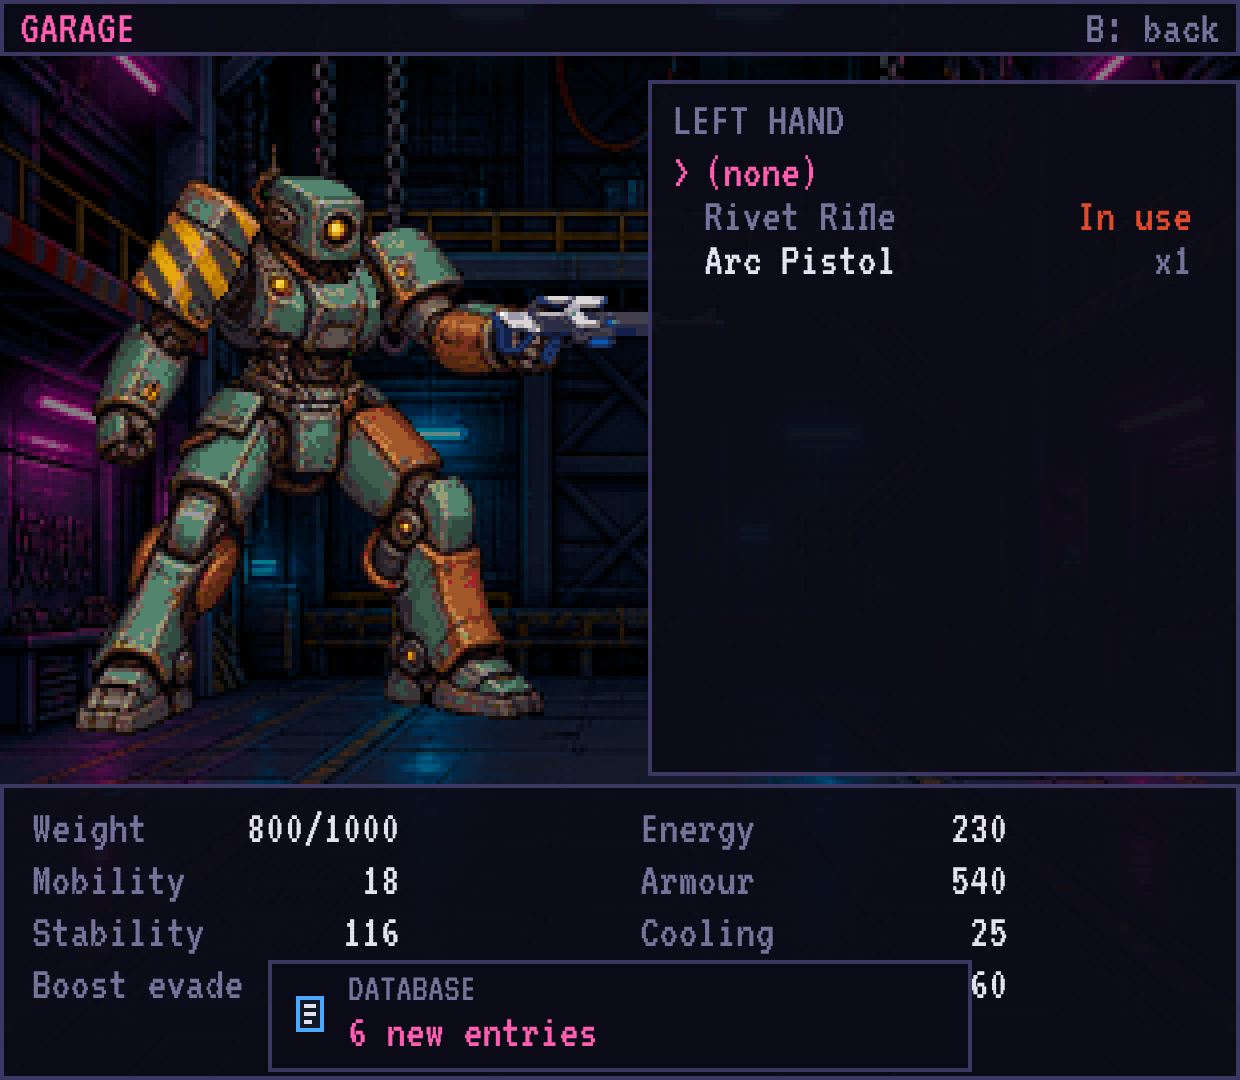 GARAGE
B: back
LEFT HAND
> (none)
Rivet Rifle In use
Arc Pistol x1
Weight 800/1000
Energy 230
Mobility 18
Armour 540
Stability 116
Cooling 25
Boost evade
60
DATABASE
6 new entries